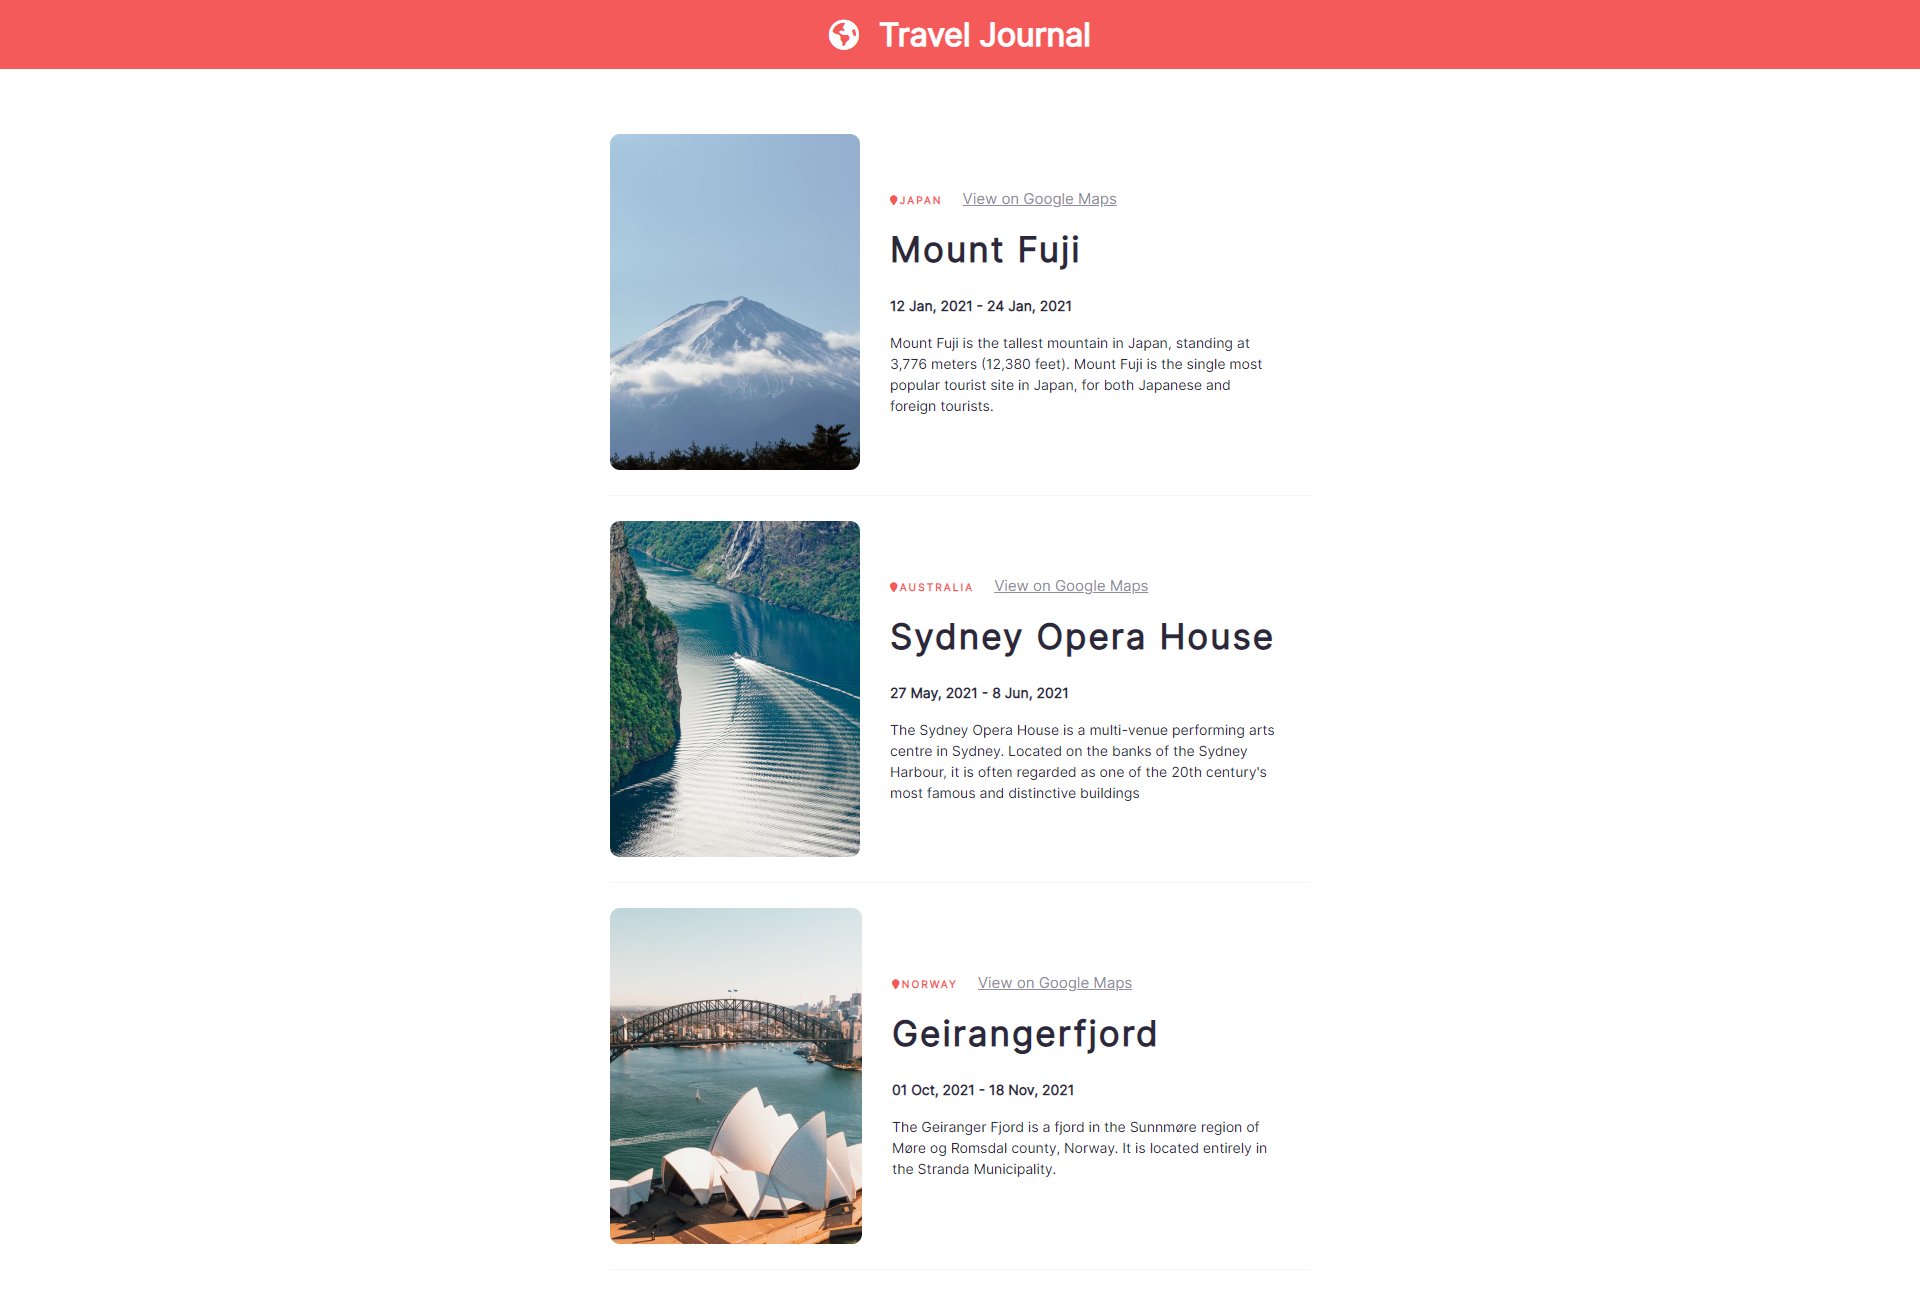 Travel Journal
JAPAN View on Google Maps
Mount Fuji
12 Jan, 2021 - 24 Jan, 2021
Mount Fuji is the tallest mountain in Japan, standing at
3,776 meters (12,380 feet). Mount Fuji is the single most
popular tourist site in Japan, for both Japanese and
foreign tourists.
AUSTRALIA View on Google Maps
Sydney Opera House
27 May, 2021 - 8 Jun, 2021
The Sydney Opera House is a multi-venue performing arts
centre in Sydney. Located on the banks of the Sydney
Harbour, it is often regarded as one of the 20th century's
most famous and distinctive buildings
NORWAY View on Google Maps
Geirangerfjord
01 Oct, 2021 - 18 Nov, 2021
The Geiranger Fjord is a fjord in the Sunnmøre region of
Møre og Romsdal county, Norway. It is located entirely in
the Stranda Municipality.